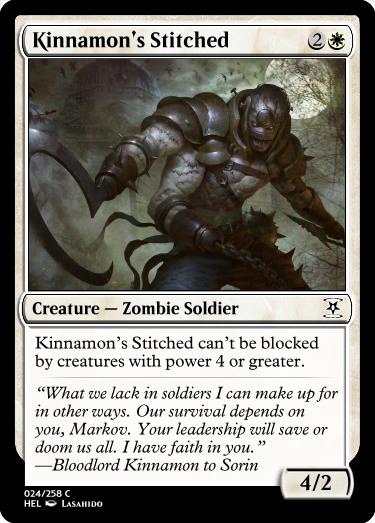 Kinnamon's Stitched 2
Creature — Zombie Soldier
Kinnamon's Stitched can't be blocked
by creatures with power 4 or greater.
“What we lack in soldiers I can make up for
in other ways. Our survival depends on
you, Markov. Your leadership will save or
doom us all. I have faith in you.”
—Bloodlord Kinnamon to Sorin
4/2
024/258 C
HEL Lasahido